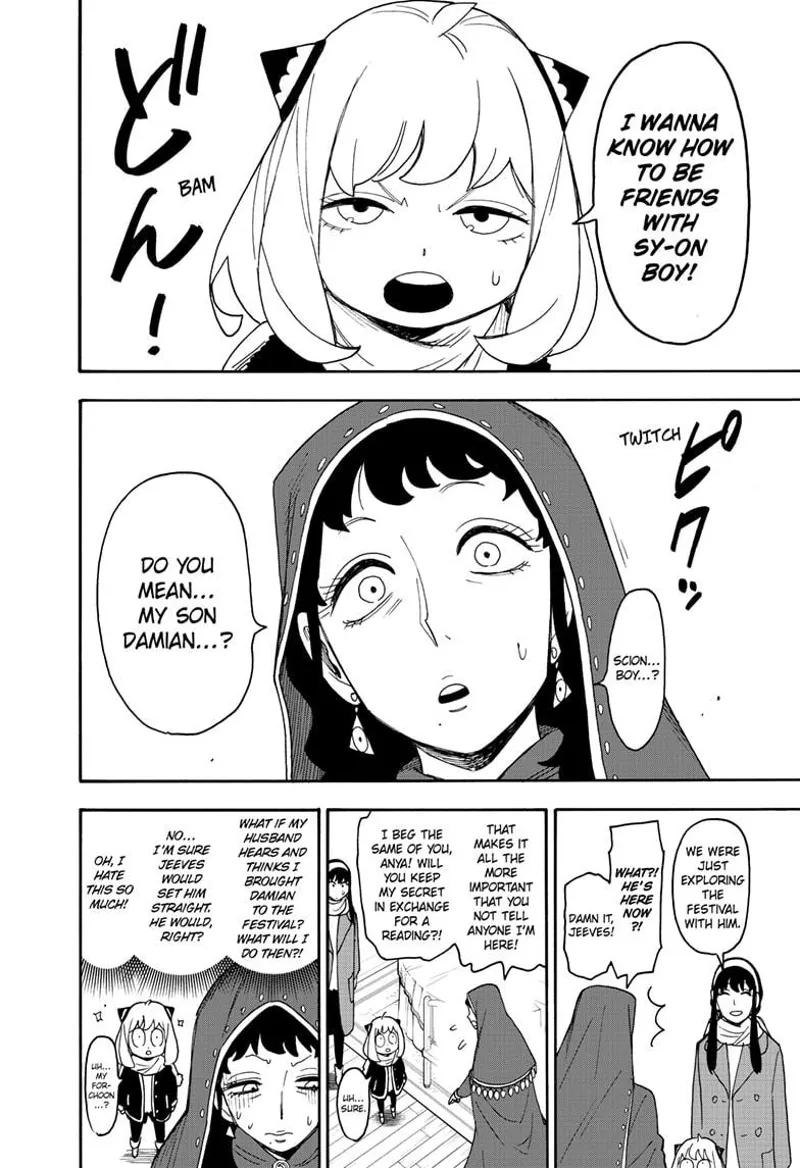 I WANNA
KNOW HOW
TO BE
FRIENDS
WITH
SY-ON
BOY!
どん!
BAM
ピクッ
TWITCH
SCION...
BOY...?
DO YOU
MEAN...
MY SON
DAMIAN...?
WE WERE
JUST
EXPLORING
THE
FESTIVAL
WITH HIM.
WHAT?!
HE'S
HERE
NOW
?!
DAMN IT,
JEEVES!
THAT
MAKES IT
ALL THE
MORE
IMPORTANT
THAT YOU
NOT TELL
ANYONE I'M
HERE!
I BEG THE
SAME OF YOU,
ANYA! WILL
YOU KEEP
MY SECRET
IN EXCHANGE
FOR A
READING?!
UH...
SURE.
WHAT IF MY
HUSBAND
HEARS AND
THINKS I
BROUGHT
DAMIAN
TO THE
FESTIVAL?
WHAT WILL I
DO THEN?!
NO...
I'M SURE
JEEVES
WOULD
SET HIM
STRAIGHT.
HE WOULD,
RIGHT?
OH, I
HATE THIS
SO MUCH!
UH...
MY
FOR-
CHOON
...?